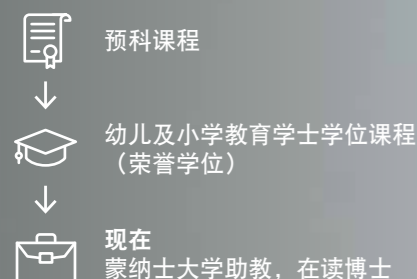 预科课程
幼儿及小学教育学士学位课程
（荣誉学位）
现在
蒙纳士大学助教，在读博士